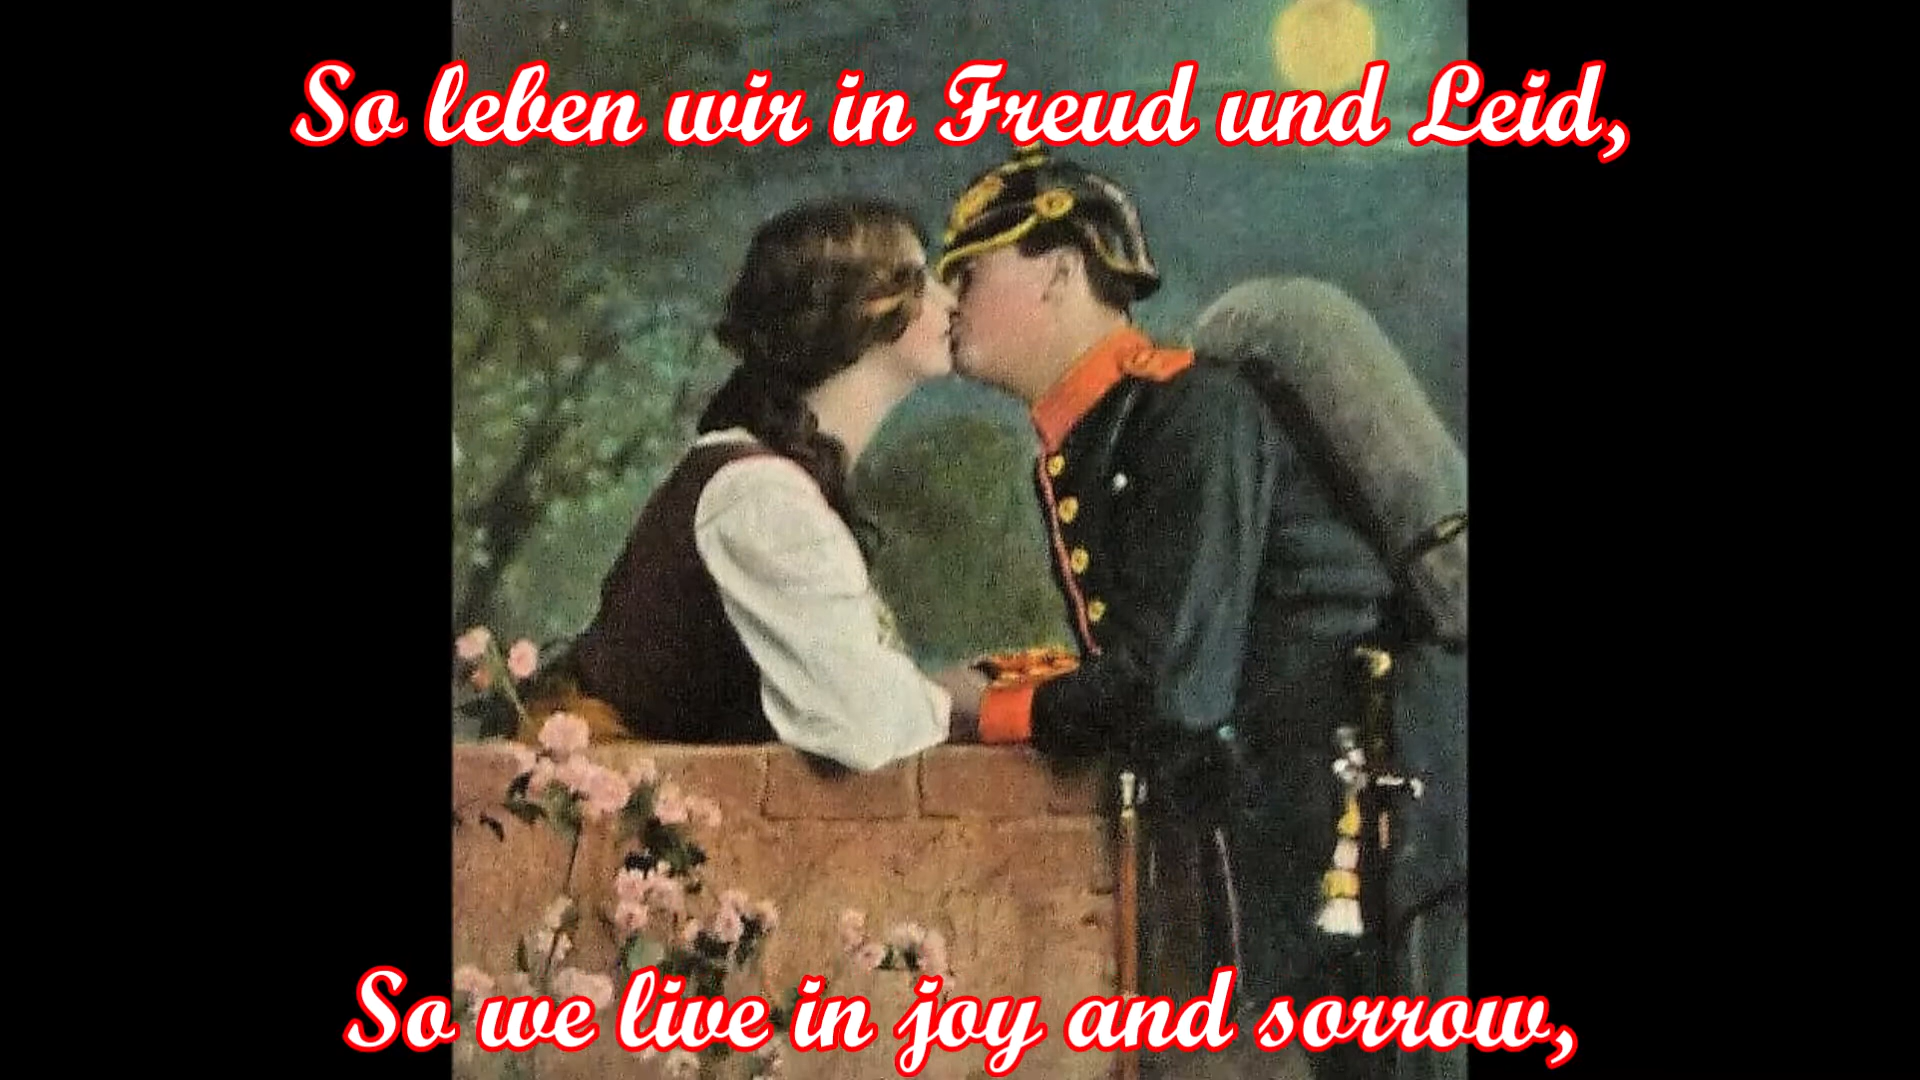 So leben wir in Freud und Leid,
So we live in joy and sorrow,